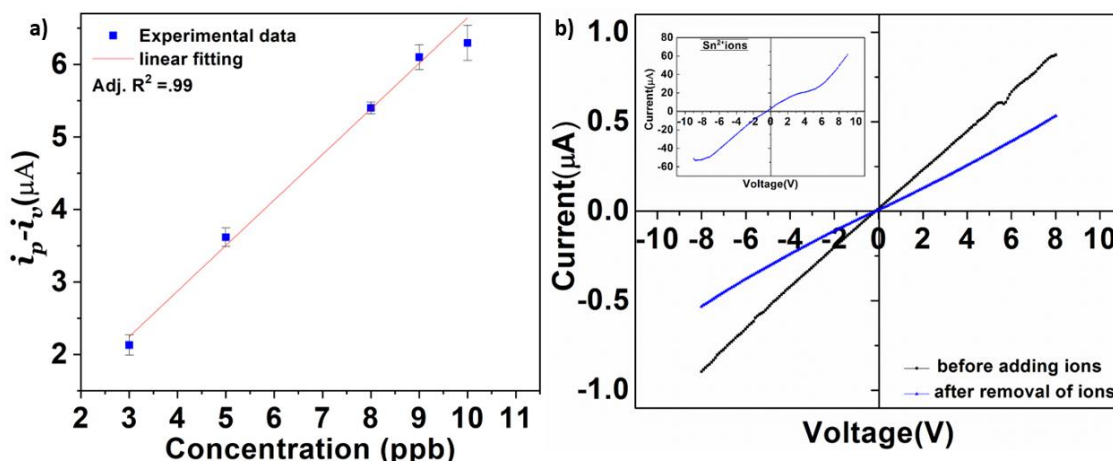 a)
Experimental data
linear fitting
Adj. R² =.99
i_p-i_v(μA)
6
4
2
2 3 4 5 6 7 8 9 10 11
Concentration (ppb)
b)
Sn²⁺ions
80
60
40
20
0
-20
-40
-60
-10 -8 -6 -4 -2 0 2 4 6 8 10
Current(μA)
Voltage(V)
1.0
0.5
0.0
-0.5
-1.0
-10 -8 -6 -4 -2 0 2 4 6 8 10
Current(μA)
before adding ions
after removal of ions
Voltage(V)